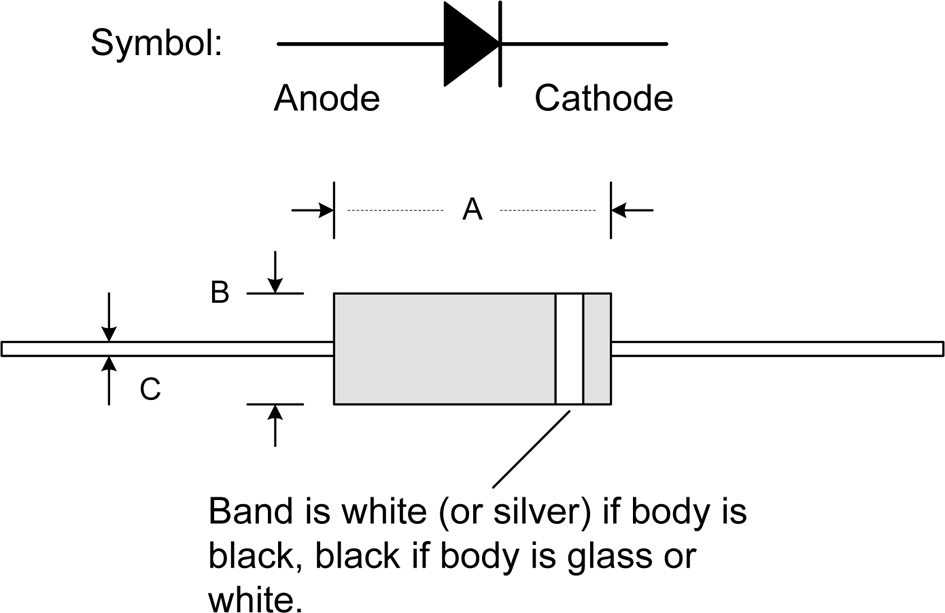 Symbol:
Anode
Cathode
A
B
C
Band is white (or silver) if body is
black, black if body is glass or
white.